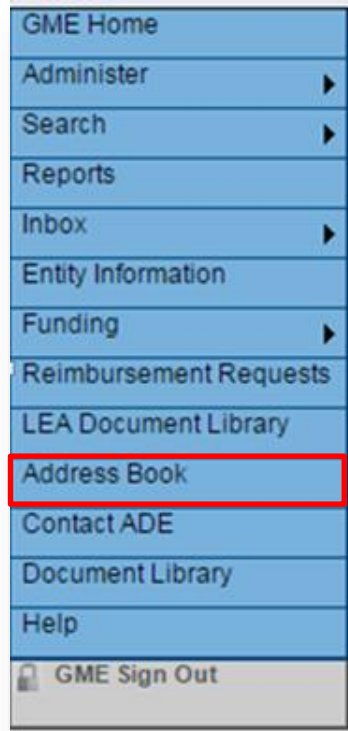 GME Home
Administer
Search
Reports
Inbox
Entity Information
Funding
Reimbursement Requests
LEA Document Library
Address Book
Contact ADE
Document Library
Help
GME Sign Out